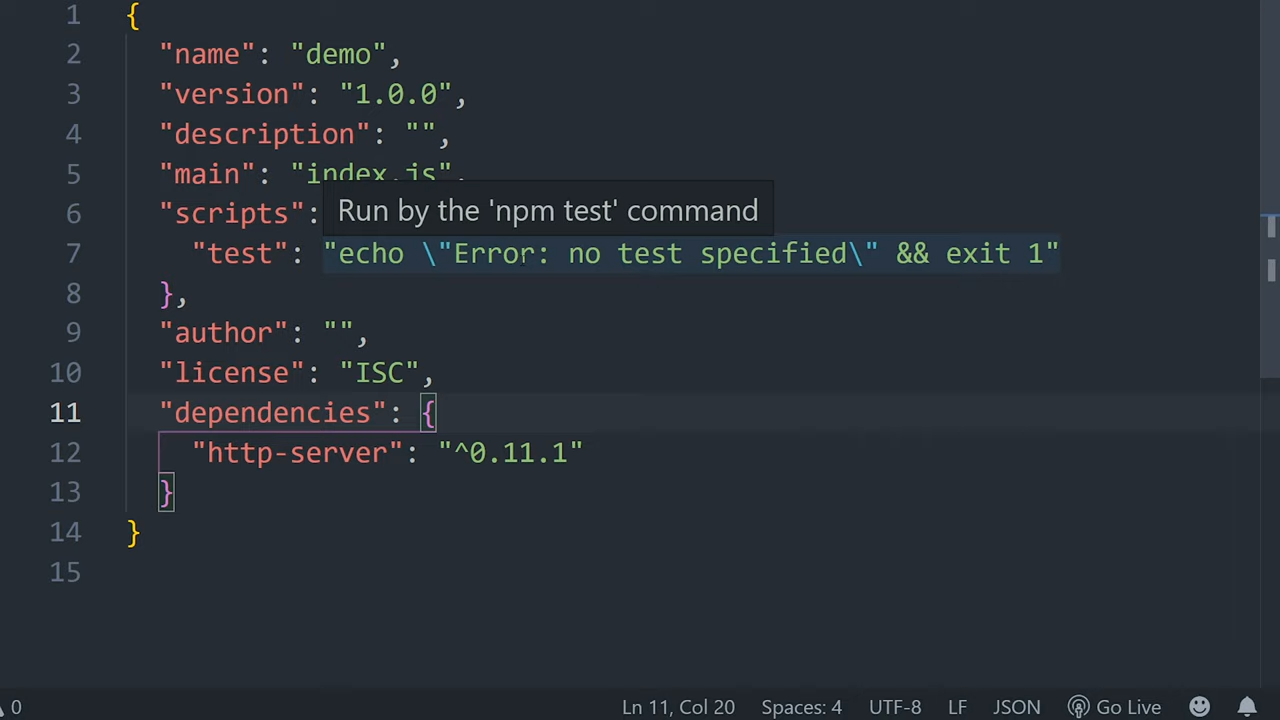 1 {
2 "name": "demo",
3 "version": "1.0.0",
4 "description": "",
5 "main": "index.js",
6 "scripts":
Run by the 'npm test' command
7 "test": "echo \"Error: no test specified\" && exit 1"
8 },
9 "author": "",
10 "license": "ISC",
11 "dependencies": {
12 "http-server": "^0.11.1"
13 }
14 }
15
0 Ln 11, Col 20 Spaces: 4 UTF-8 LF JSON Go Live